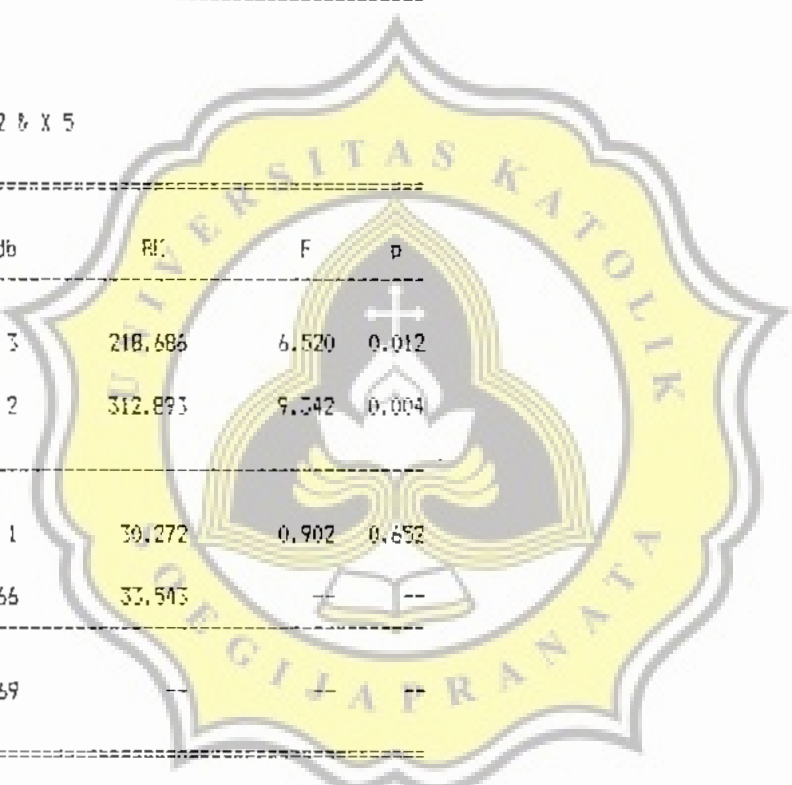 2 & X 5
db RK F p
3 218.686 6.520 0.012
2 312.893 9.342 0.004
1 30.272 0.902 0.652
66 33.543 -- --
69 -- -- --
UNIVERSITAS KATOLIK
SOEGIJAPRANATA